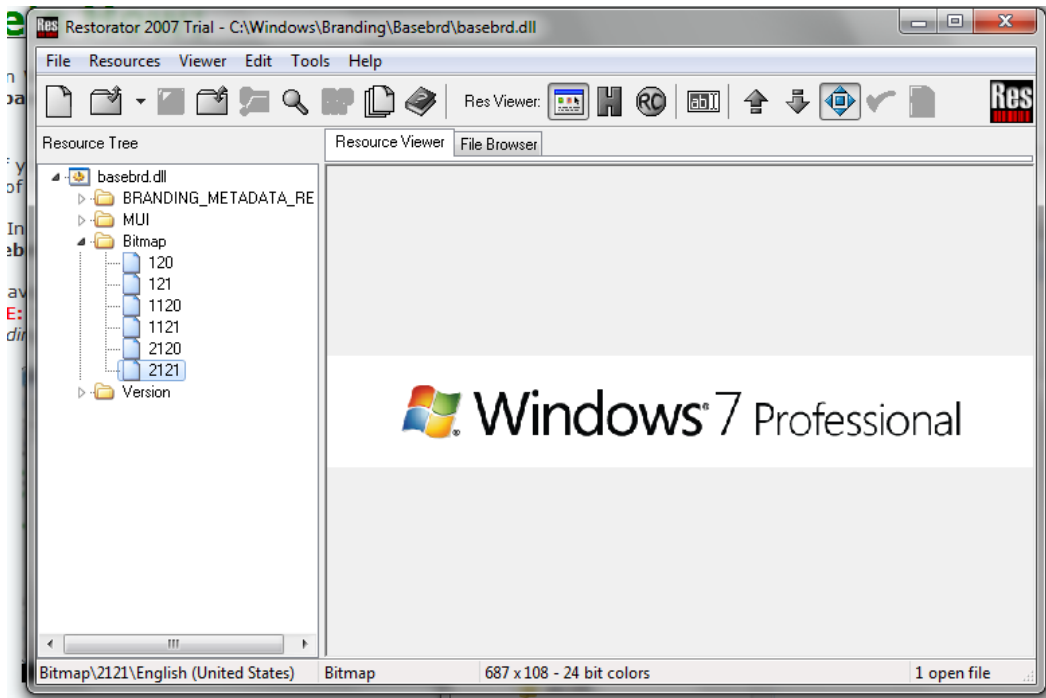 Restorator 2007 Trial - C:\Windows\Branding\Basebrd\basebrd.dll
File Resources Viewer Edit Tools Help
Res Viewer: H RC abI Res
Resource Tree
Resource Viewer File Browser
basebrd.dll
BRANDING_METADATA_RE
MUI
Bitmap
120
121
1120
1121
2120
2121
Version
Windows® 7 Professional
Bitmap\2121\English (United States) Bitmap 687 x 108 - 24 bit colors 1 open file